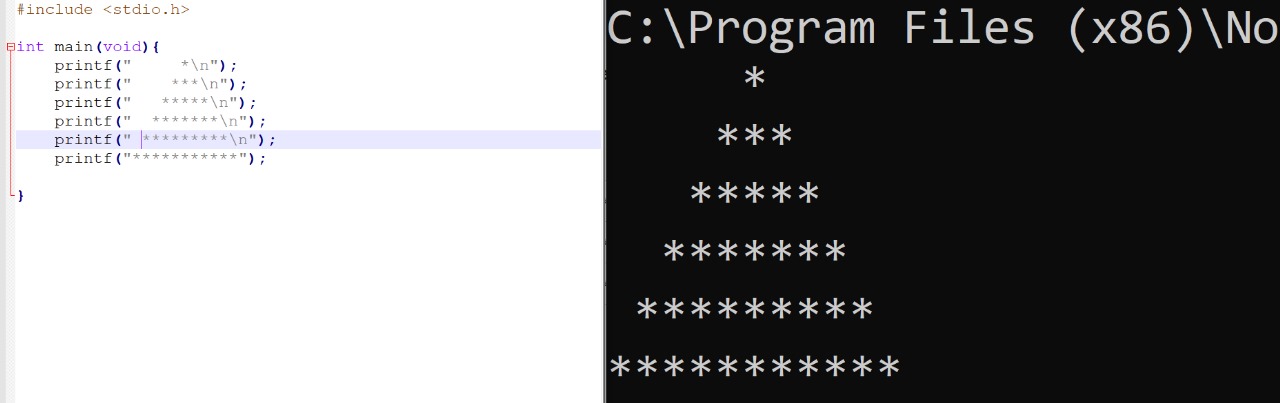 #include <stdio.h>
int main(void){
    printf("     *\n");
    printf("    ***\n");
    printf("   *****\n");
    printf("  *******\n");
    printf(" *********\n");
    printf("***********");
}
C:\Program Files (x86)\No
     *
    ***
   *****
  *******
 *********
***********